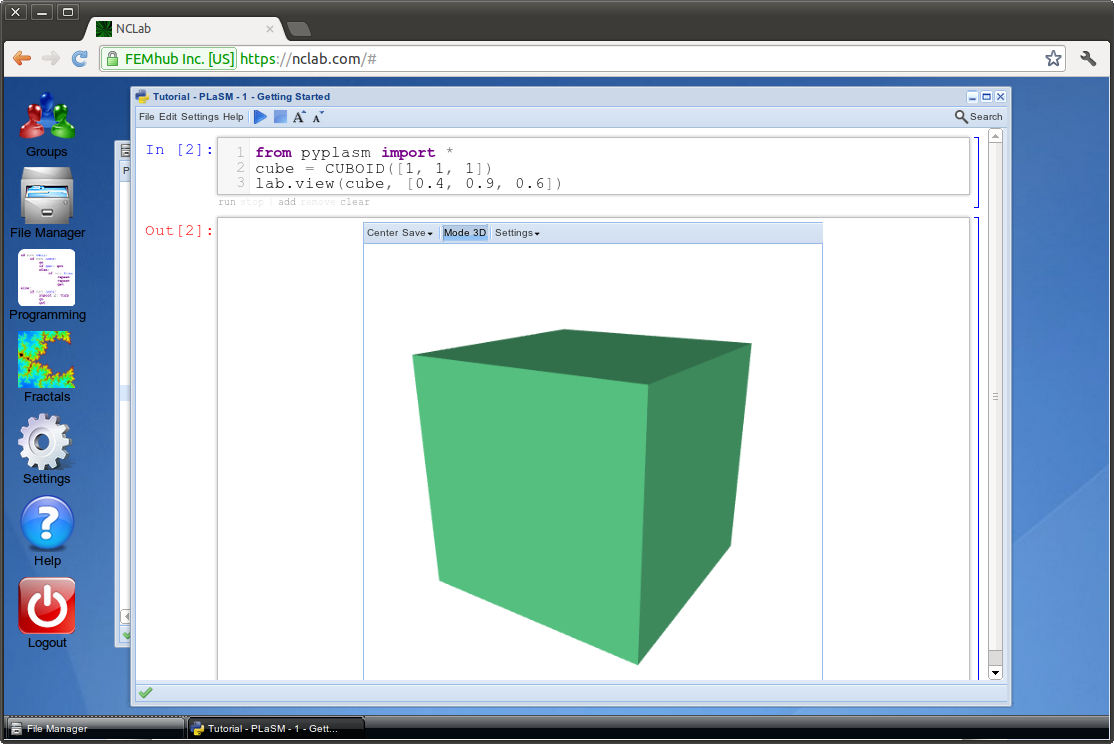 NCLab
FEMhub Inc. [US] https://nclab.com/#
Groups
File Manager
Programming
Fractals
Settings
Help
Logout
Tutorial - PLaSM - 1 - Getting Started
File Edit Settings Help A A Search
P
In [2]:
1 from pyplasm import *
2 cube = CUBOID([1, 1, 1])
3 lab.view(cube, [0.4, 0.9, 0.6])
run stop | add remove clear
Out[2]:
Center Save Mode 3D Settings
File Manager
Tutorial - PLaSM - 1 - Gett...